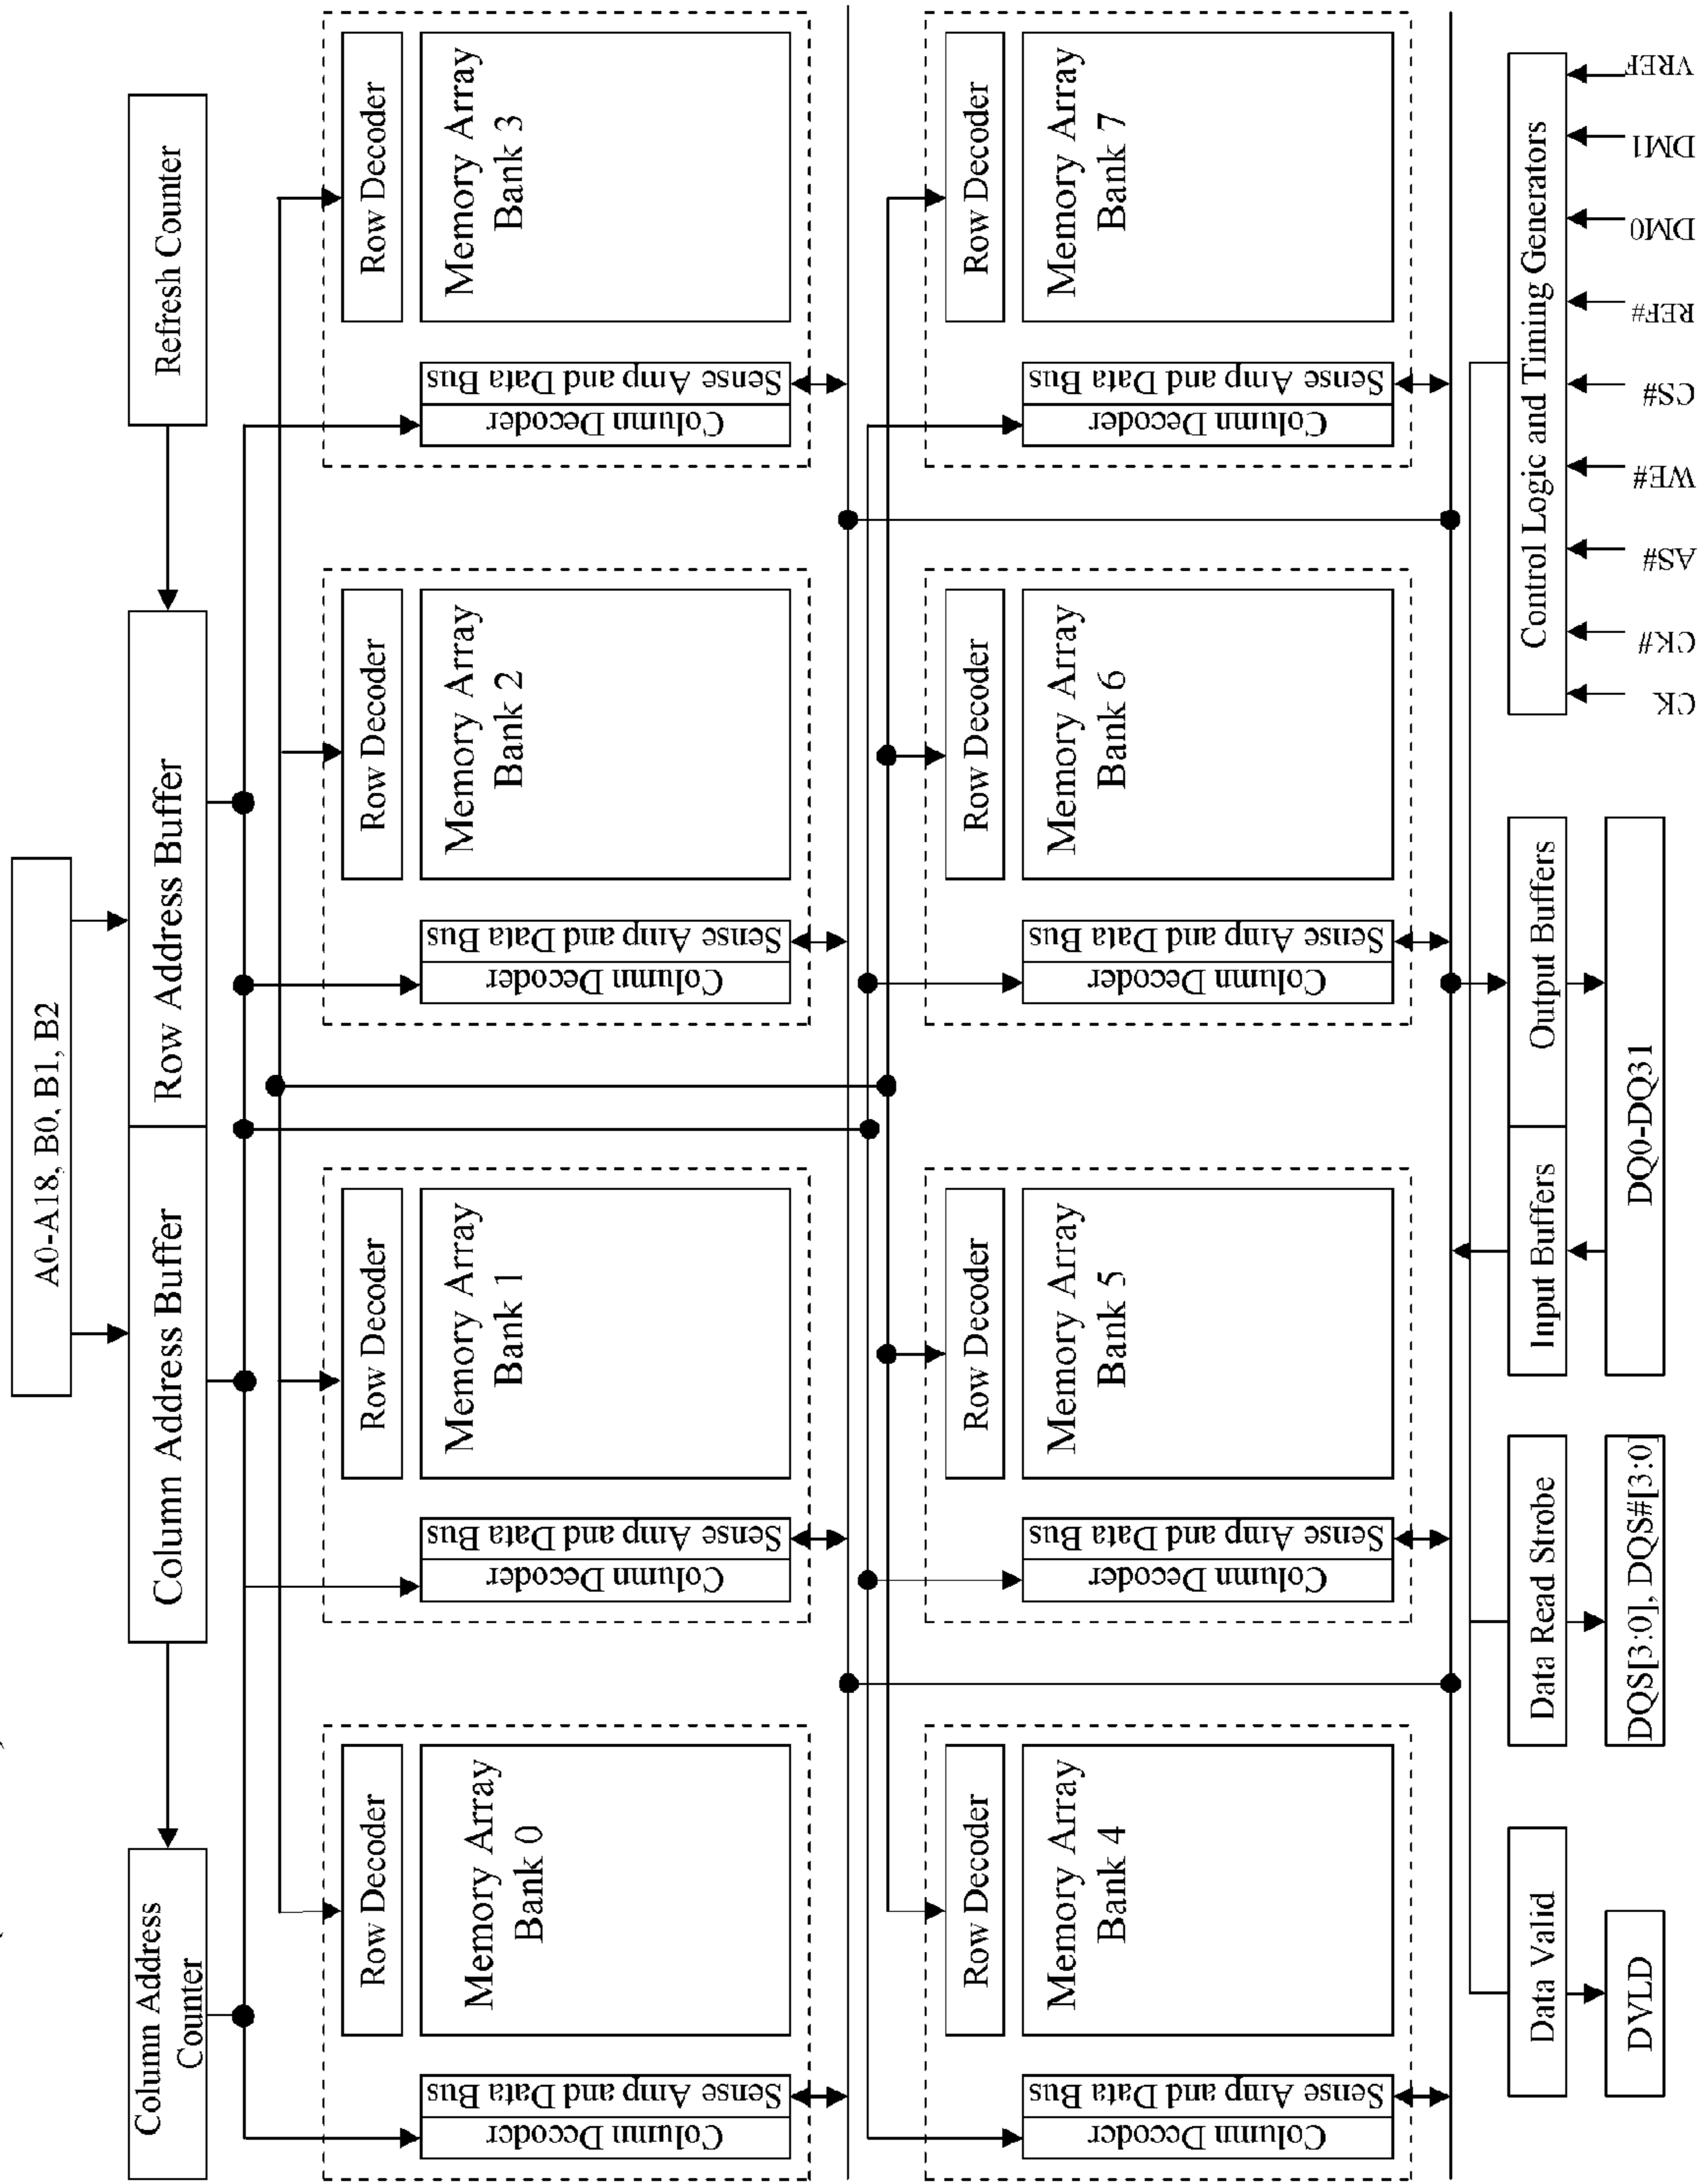 A0-A18, B0, B1, B2
Column Address
Counter
Column Address Buffer
Row Address Buffer
Refresh Counter
Row Decoder
Memory Array
Bank 0
Sense Amp and Data Bus
Column Decoder
Row Decoder
Memory Array
Bank 1
Sense Amp and Data Bus
Column Decoder
Row Decoder
Memory Array
Bank 2
Sense Amp and Data Bus
Column Decoder
Row Decoder
Memory Array
Bank 3
Sense Amp and Data Bus
Column Decoder
Row Decoder
Memory Array
Bank 4
Sense Amp and Data Bus
Column Decoder
Row Decoder
Memory Array
Bank 5
Sense Amp and Data Bus
Column Decoder
Row Decoder
Memory Array
Bank 6
Sense Amp and Data Bus
Column Decoder
Row Decoder
Memory Array
Bank 7
Sense Amp and Data Bus
Column Decoder
Data Valid
DVLD
Data Read Strobe
DQS[3:0], DQS#[3:0]
Input Buffers
Output Buffers
DQ0-DQ31
Control Logic and Timing Generators
CK
CK#
AS#
WE#
CS#
REF#
DM0
DM1
VREF